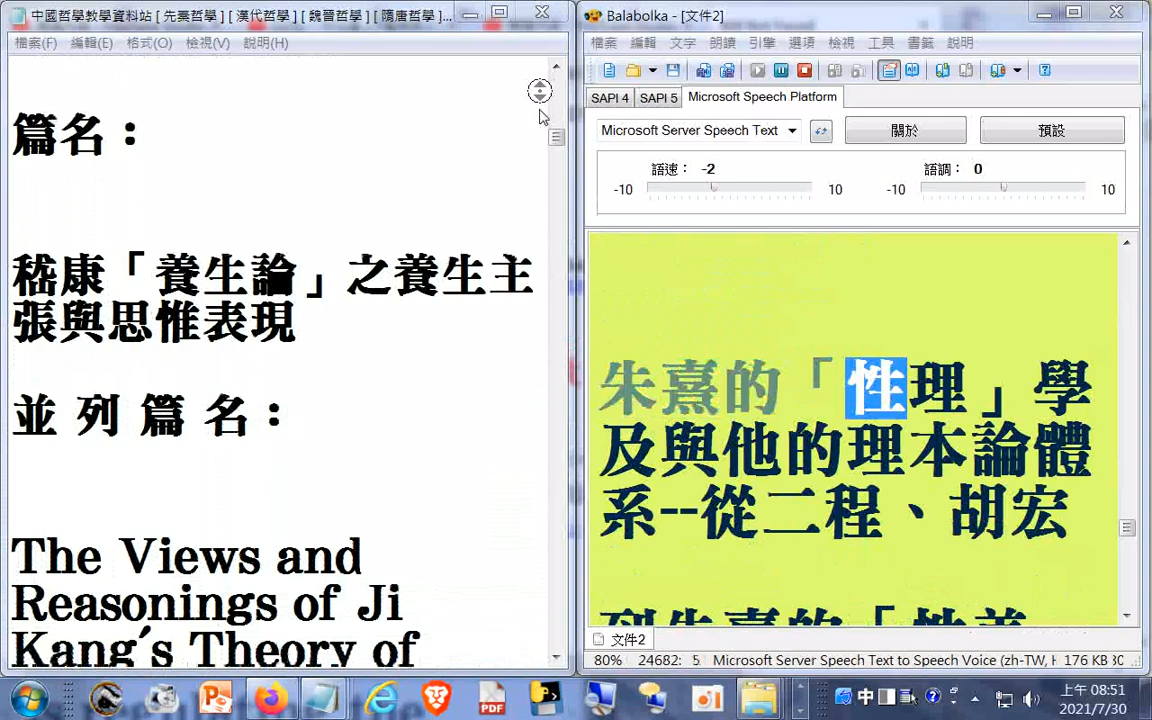 中國哲學教學資料站 [ 先秦哲學 ] [ 漢代哲學 ] [ 魏晉哲學 ] [ 隋唐哲學 ]...
檔案(F) 編輯(E) 格式(O) 檢視(V) 說明(H)
篇名：
嵇康「養生論」之養生主
張與思惟表現
並 列 篇 名：
The Views and
Reasonings of Ji
Kang's Theory of
Balabolka - [文件2]
檔案 編輯 文字 朗讀 引擎 選項 檢視 工具 書籤 說明
SAPI 4 SAPI 5 Microsoft Speech Platform
Microsoft Server Speech Text 關於 預設
語速： -2 語調： 0
-10 10 -10 10
朱熹的「性理」學
及與他的理本論體
系--從二程、胡宏
到朱熹的「性善
文件2
80% 24682: 5 Microsoft Server Speech Text to Speech Voice (zh-TW, H 176 KB
中 上午 08:51
2021/7/30